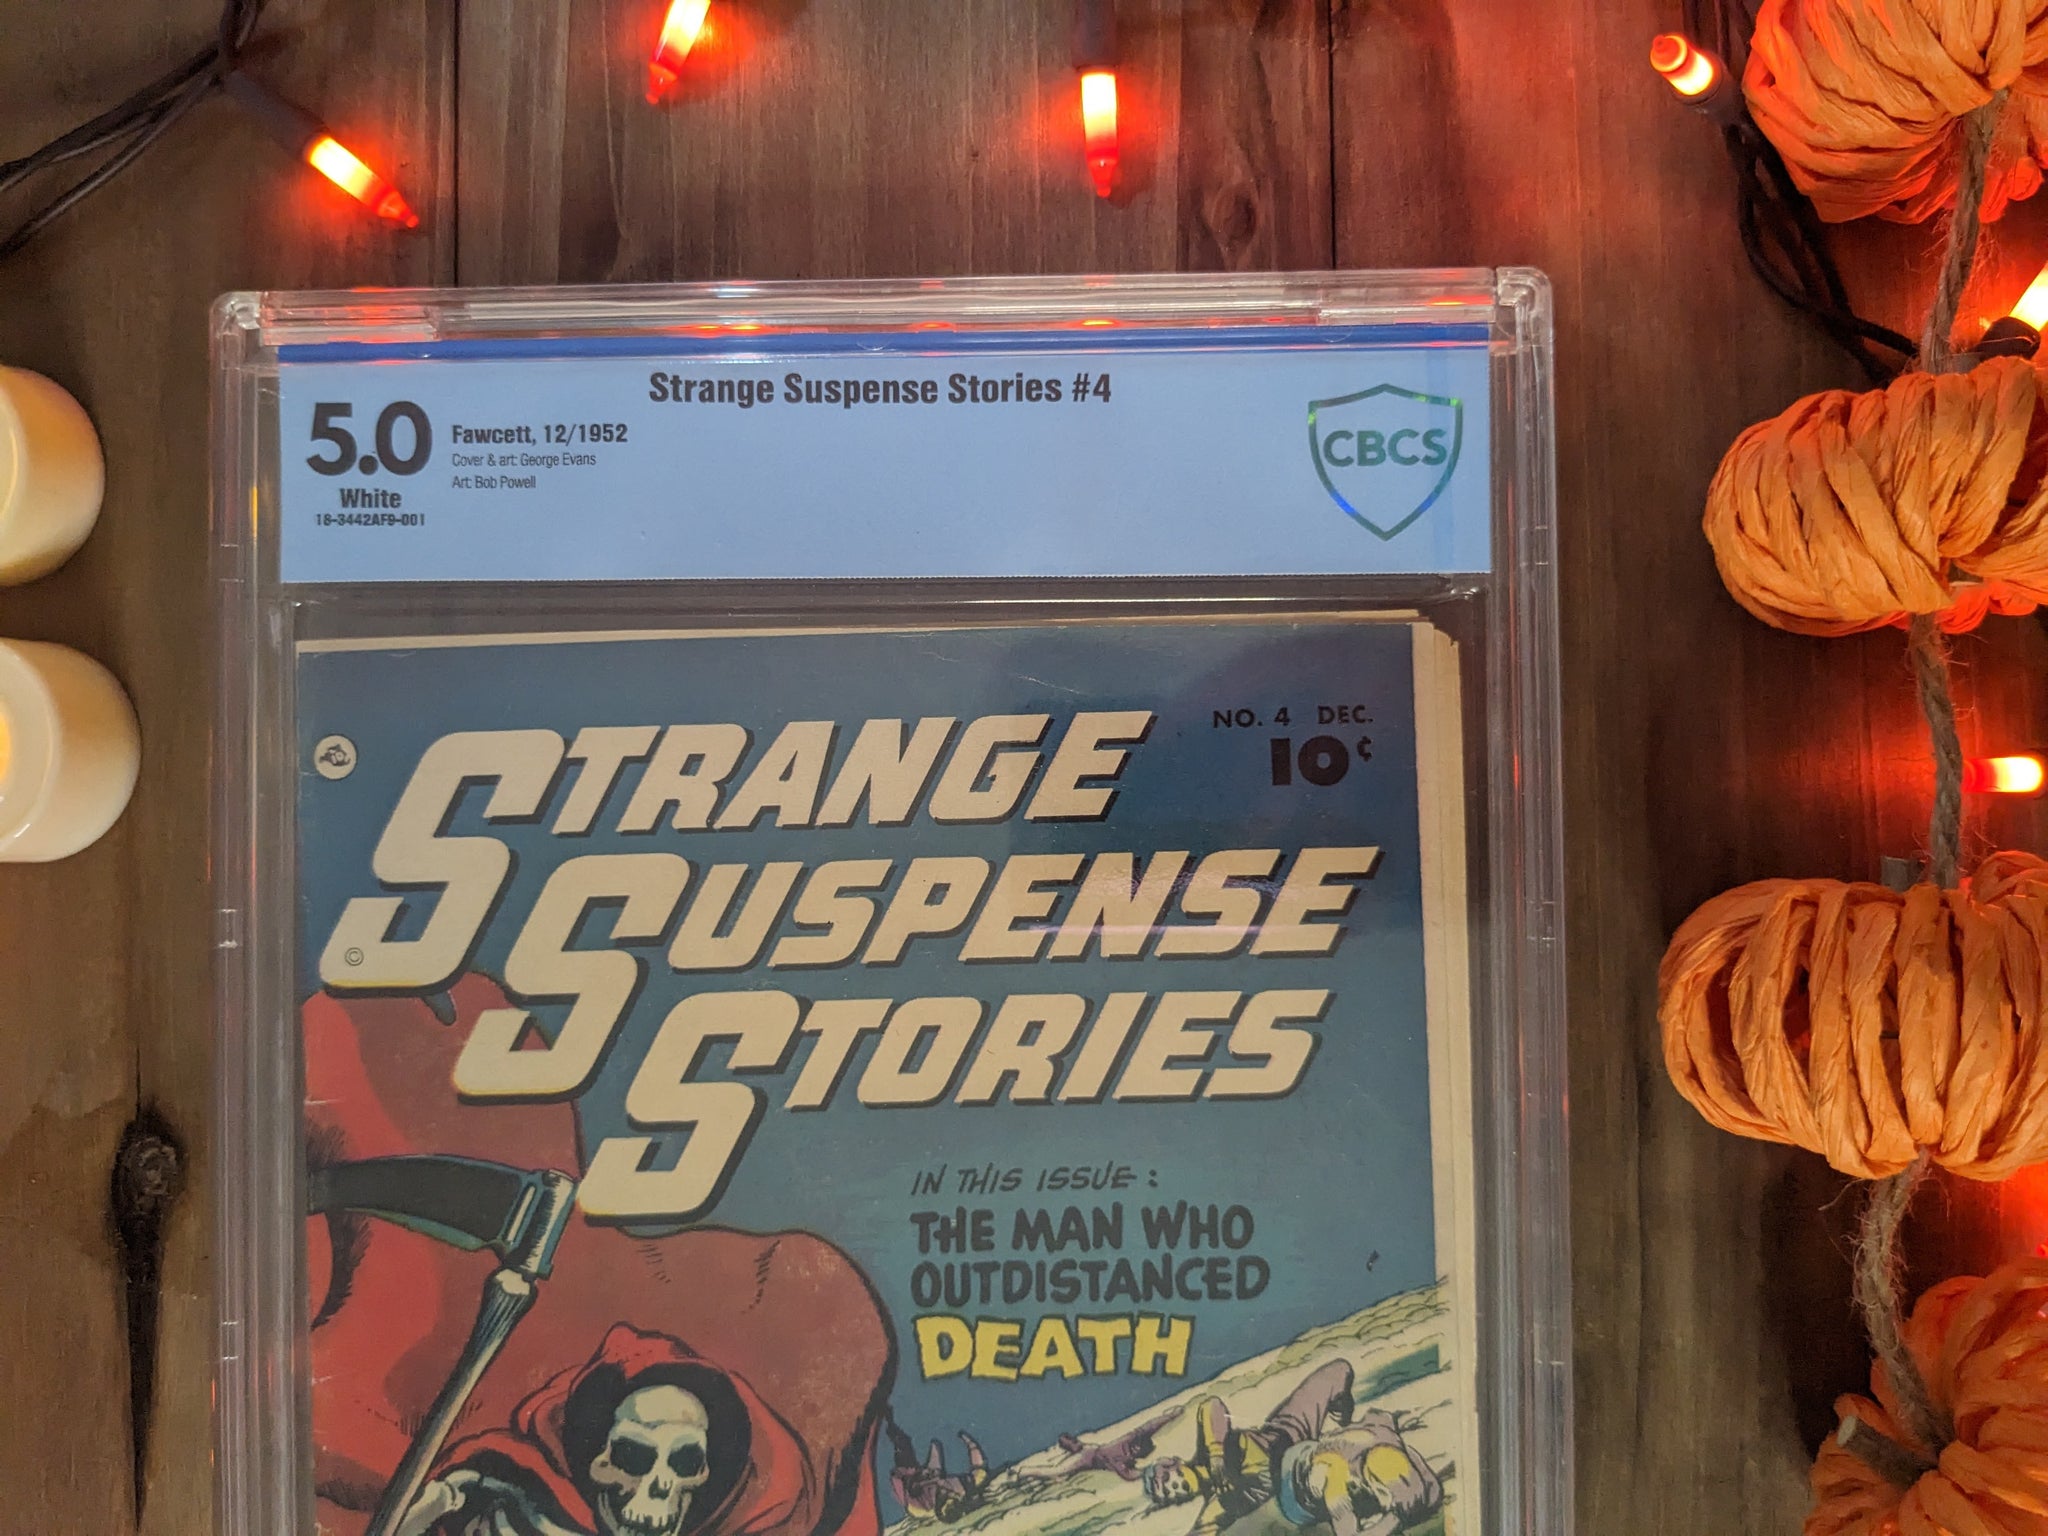 Strange Suspense Stories #4
5.0
White
18-3442AF9-001
Fawcett, 12/1952
Cover & art: George Evans
Art: Bob Powell
CBCS
NO. 4 DEC.
10¢
STRANGE
SUSPENSE
STORIES
©
IN THIS ISSUE:
THE MAN WHO
OUTDISTANCED
DEATH